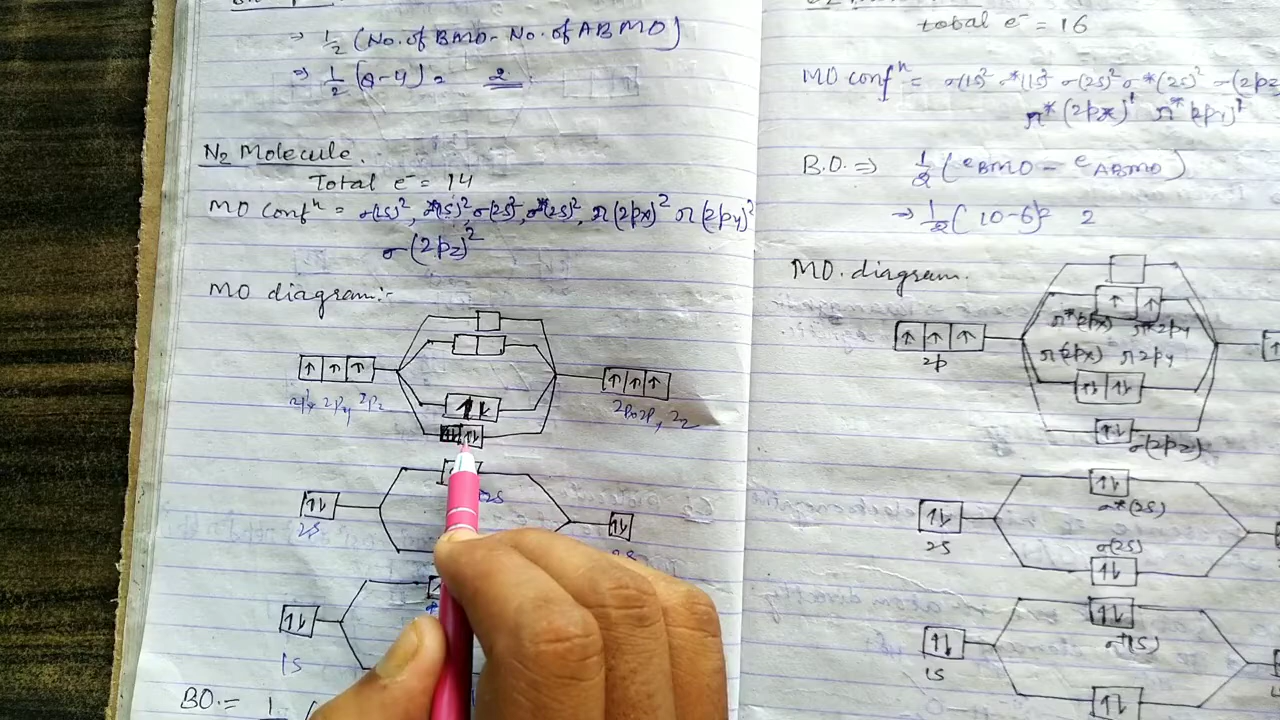 ⇒ 1/2 (No. of BMO - No. of ABMO)
⇒ 1/2 (8-4) = 2
N2 Molecule.
Total e⁻ = 14
MO confⁿ = σ(1s)², σ*(1s)², σ(2s)², σ*(2s)², π(2px)² π(2py)²
σ(2pz)²
MO diagram:-
2px 2py 2pz
2s
2s
1s
BO. = 1
total e⁻ = 16
MO confⁿ = σ(1s)² σ*(1s)² σ(2s)² σ*(2s)² σ(2pz
π*(2px)¹ π*(2py)¹
B.O. ⇒ 1/2 (eBMO - eABMO)
⇒ 1/2 (10-6) = 2
MO. diagram.
π*(2px) π*2py
2p
π(2px) π2py
σ(2pz)
σ*(2s)
2s
σ(2s)
σ*(1s)
1s